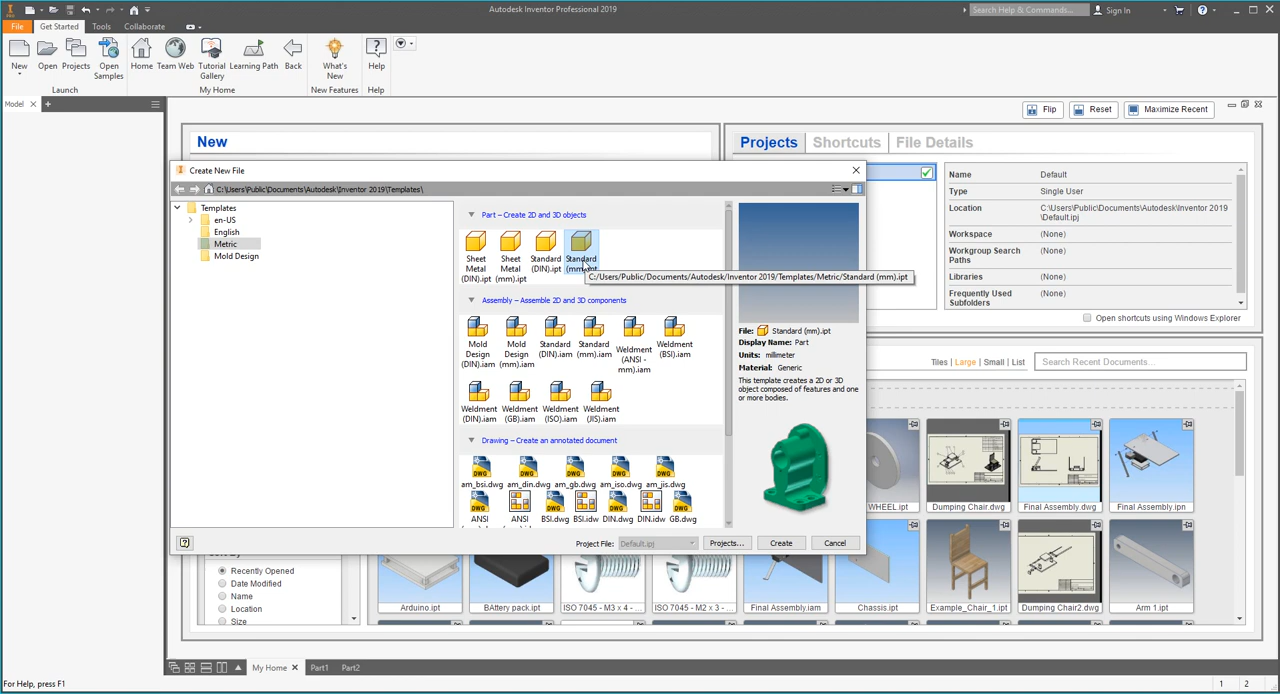 Autodesk Inventor Professional 2019
Search Help & Commands...
Sign In
File
Get Started
Tools
Collaborate
New
Open
Projects
Open Samples
Home
Team Web
Tutorial Gallery
Learning Path
Back
What's New
Help
Launch
My Home
New Features
Help
Model
Flip
Reset
Maximize Recent
New
Projects
Shortcuts
File Details
Create New File
C:\Users\Public\Documents\Autodesk\Inventor 2019\Templates\
Templates
en-US
English
Metric
Mold Design
Part – Create 2D and 3D objects
Sheet Metal (DIN).ipt
Sheet Metal (mm).ipt
Standard (DIN).ipt
Standard (mm).ipt
C:/Users/Public/Documents/Autodesk/Inventor 2019/Templates/Metric/Standard (mm).ipt
Assembly – Assemble 2D and 3D components
Mold Design (DIN).iam
Mold Design (mm).iam
Standard (DIN).iam
Standard (mm).iam
Weldment (ANSI - mm).iam
Weldment (BSI).iam
Weldment (DIN).iam
Weldment (GB).iam
Weldment (ISO).iam
Weldment (JIS).iam
Drawing – Create an annotated document
am_bsi.dwg
am_din.dwg
am_gb.dwg
am_iso.dwg
am_jis.dwg
ANSI
ANSI
BSI.dwg
BSI.idw
DIN.dwg
DIN.idw
GB.dwg
File: Standard (mm).ipt
Display Name: Part
Units: millimeter
Material: Generic
This template creates a 2D or 3D
object composed of features and one
or more bodies.
Project File:
Default.ipj
Projects...
Create
Cancel
Name
Default
Type
Single User
Location
C:\Users\Public\Documents\Autodesk\Inventor 2019
\Default.ipj
Workspace
(None)
Workgroup Search
Paths
(None)
Libraries
(None)
Frequently Used
Subfolders
(None)
Open shortcuts using Windows Explorer
Tiles | Large | Small | List
Search Recent Documents...
WHEEL.ipt
Dumping Chair.dwg
Final Assembly.dwg
Final Assembly.ipn
Recently Opened
Date Modified
Name
Location
Size
Arduino.ipt
BAttery pack.ipt
ISO 7045 - M3 x 4 - ...
ISO 7045 - M2 x 3 - ...
Final Assembly.iam
Chassis.ipt
Example_Chair_1.ipt
Dumping Chair2.dwg
Arm 1.ipt
My Home
Part1
Part2
For Help, press F1
1
2